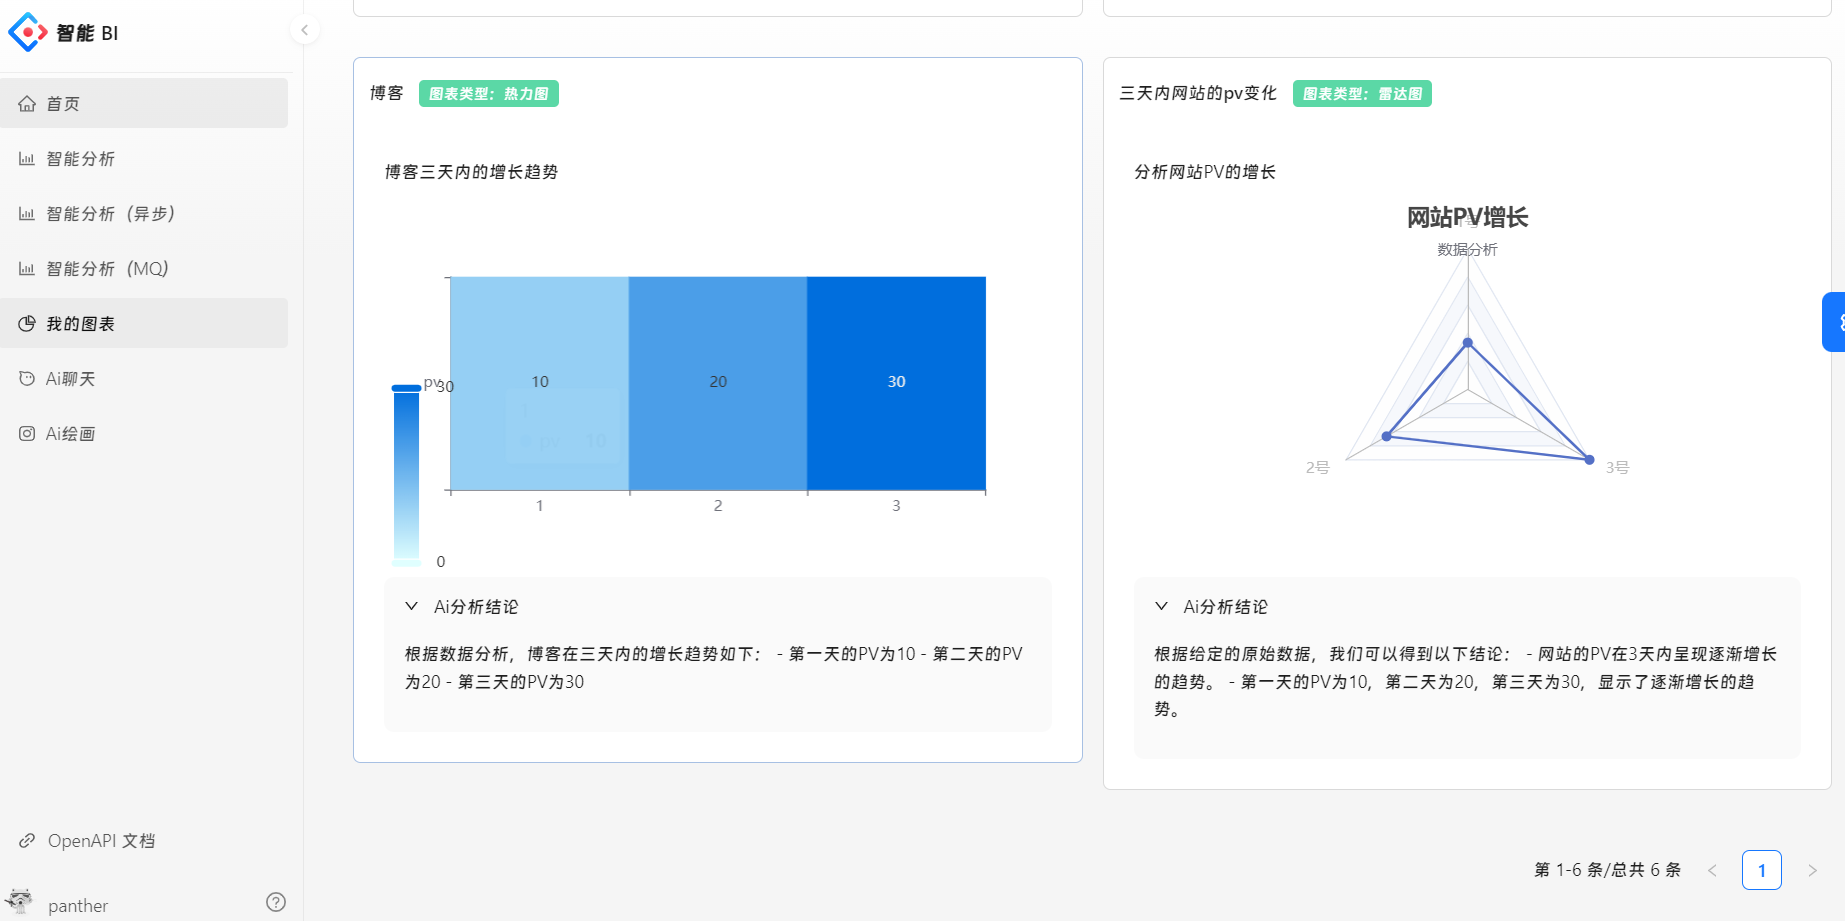 智能 BI
首页
智能分析
智能分析（异步）
智能分析（MQ）
我的图表
Ai聊天
Ai绘画
OpenAPI 文档
panther
博客
图表类型：热力图
博客三天内的增长趋势
pv
30
0
10
20
30
1
pv 10
1
2
3
Ai分析结论
根据数据分析，博客在三天内的增长趋势如下： - 第一天的PV为10 - 第二天的PV
为20 - 第三天的PV为30
三天内网站的pv变化
图表类型：雷达图
分析网站PV的增长
网站PV增长
1号
数据分析
2号
3号
Ai分析结论
根据给定的原始数据，我们可以得到以下结论： - 网站的PV在3天内呈现逐渐增长
的趋势。 - 第一天的PV为10，第二天为20，第三天为30，显示了逐渐增长的趋
势。
第 1-6 条/总共 6 条
1